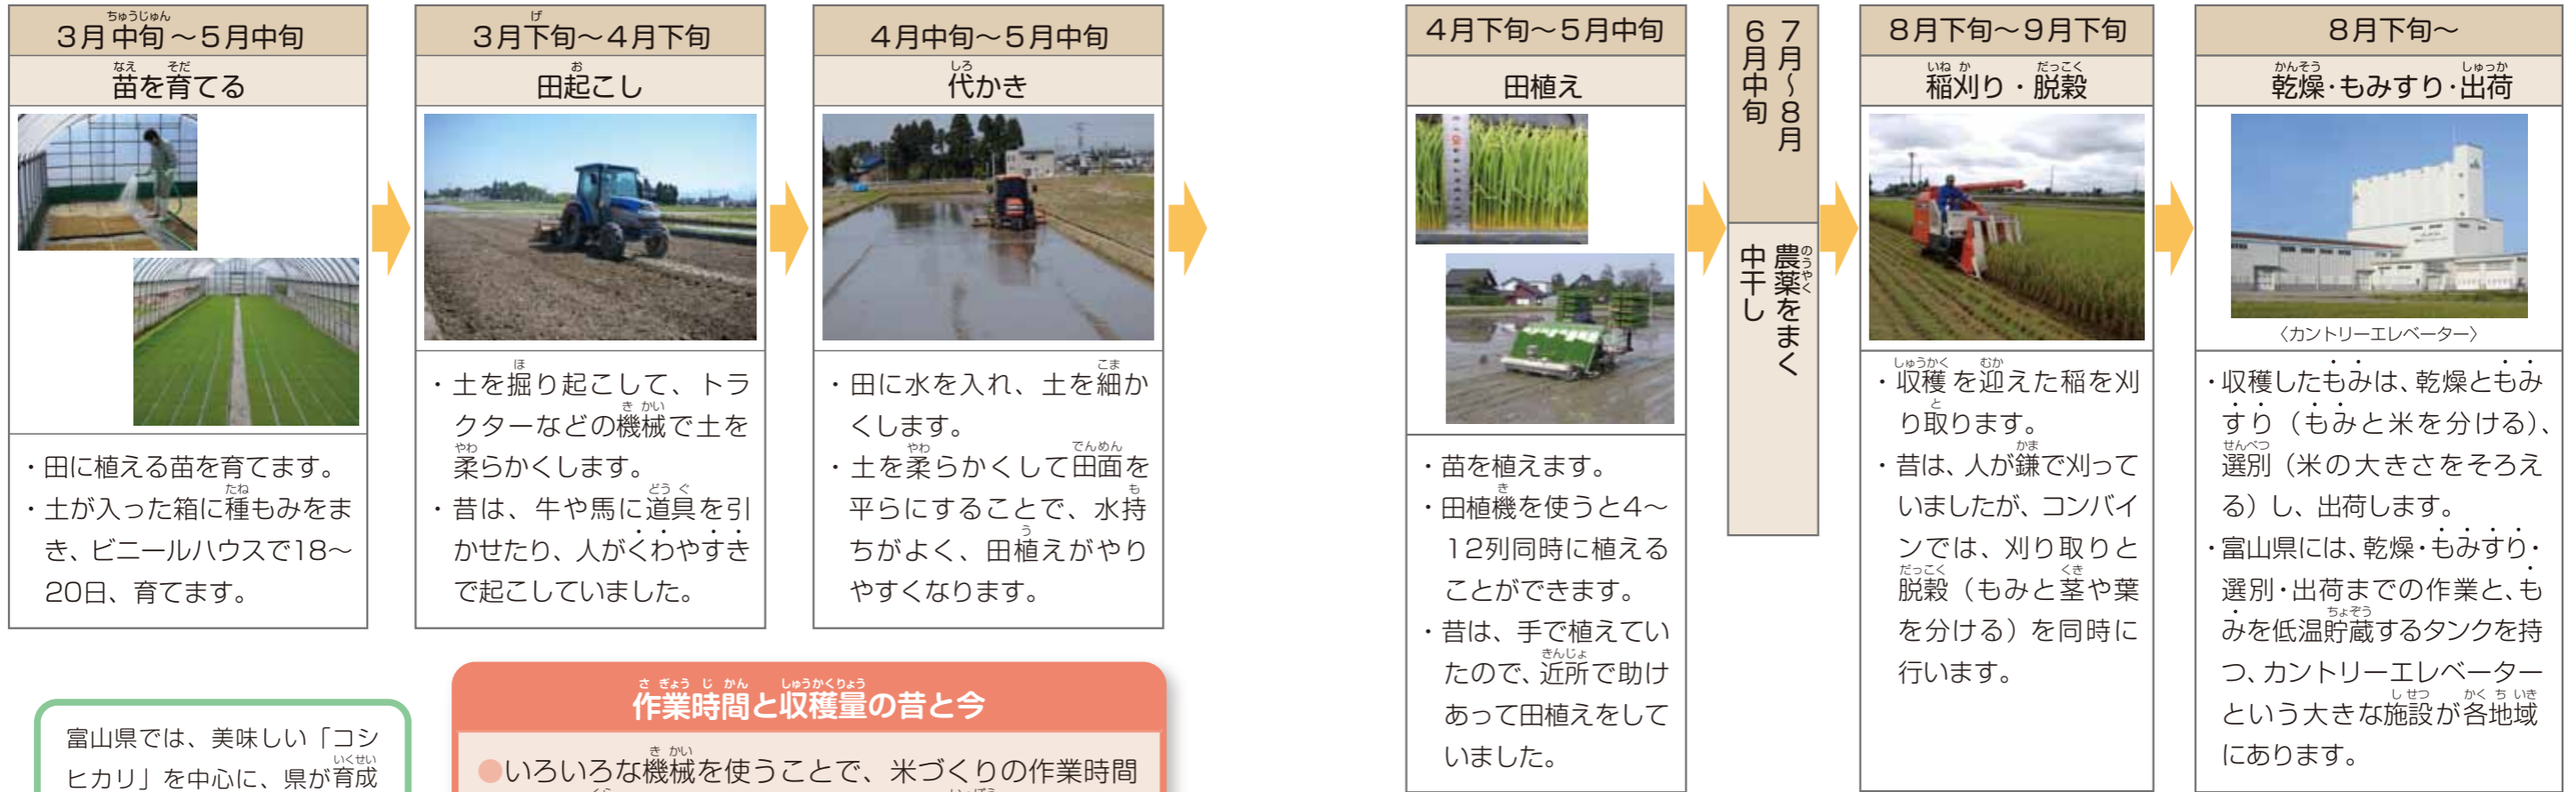 3月中旬～5月中旬
苗を育てる
・田に植える苗を育てます。
・土が入った箱に種もみをま
き、ビニールハウスで18～
20日、育てます。
3月下旬～4月下旬
田起こし
・土を掘り起こして、トラ
クターなどの機械で土を
柔らかくします。
・昔は、牛や馬に道具を引
かせたり、人がくわやすき
で起こしていました。
4月中旬～5月中旬
代かき
・田に水を入れ、土を細か
くします。
・土を柔らかくして田面を
平らにすることで、水持
ちがよく、田植えがやり
やすくなります。
4月下旬～5月中旬
田植え
・苗を植えます。
・田植機を使うと4～
12列同時に植える
ことができます。
・昔は、手で植えてい
たので、近所で助け
あって田植えをして
いました。
7月～8月
6月中旬
農薬をまく
中干し
8月下旬～9月下旬
稲刈り・脱穀
・収穫を迎えた稲を刈
り取ります。
・昔は、人が鎌で刈って
いましたが、コンバイ
ンでは、刈り取りと
脱穀（もみと茎や葉
を分ける）を同時に
行います。
8月下旬～
乾燥・もみすり・出荷
〈カントリーエレベーター〉
・収穫したもみは、乾燥ともみ
すり（もみと米を分ける）、
選別（米の大きさをそろえ
る）し、出荷します。
・富山県には、乾燥・もみすり・
選別・出荷までの作業と、も
みを低温貯蔵するタンクを持
つ、カントリーエレベーター
という大きな施設が各地域
にあります。
富山県では、美味しい「コシ
ヒカリ」を中心に、県が育成
作業時間と収穫量の昔と今
●いろいろな機械を使うことで、米づくりの作業時間